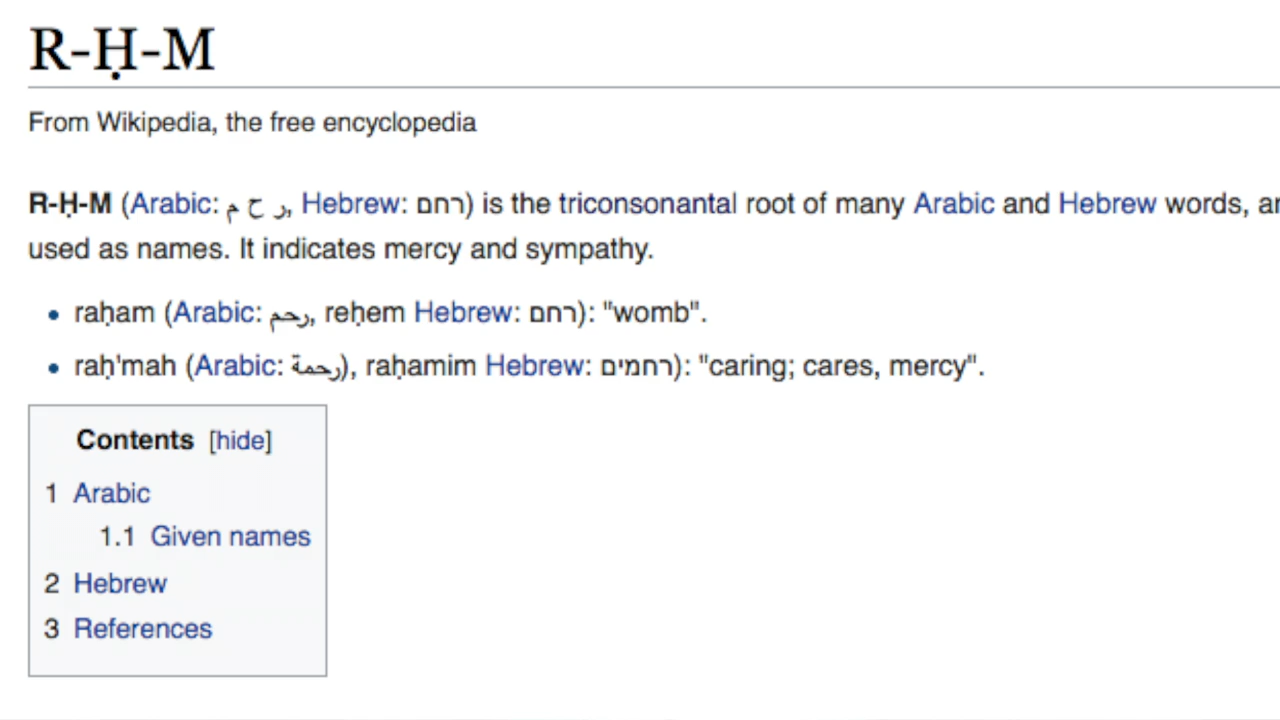 R-Ḥ-M
From Wikipedia, the free encyclopedia
R-Ḥ-M (Arabic: ر ح م, Hebrew: רחם) is the triconsonantal root of many Arabic and Hebrew words, ar
used as names. It indicates mercy and sympathy.
• raḥam (Arabic: رحم, reḥem Hebrew: רחם): "womb".
• raḥ'mah (Arabic: رحمة), raḥamim Hebrew: רחמים): "caring; cares, mercy".
Contents [hide]
1 Arabic
1.1 Given names
2 Hebrew
3 References